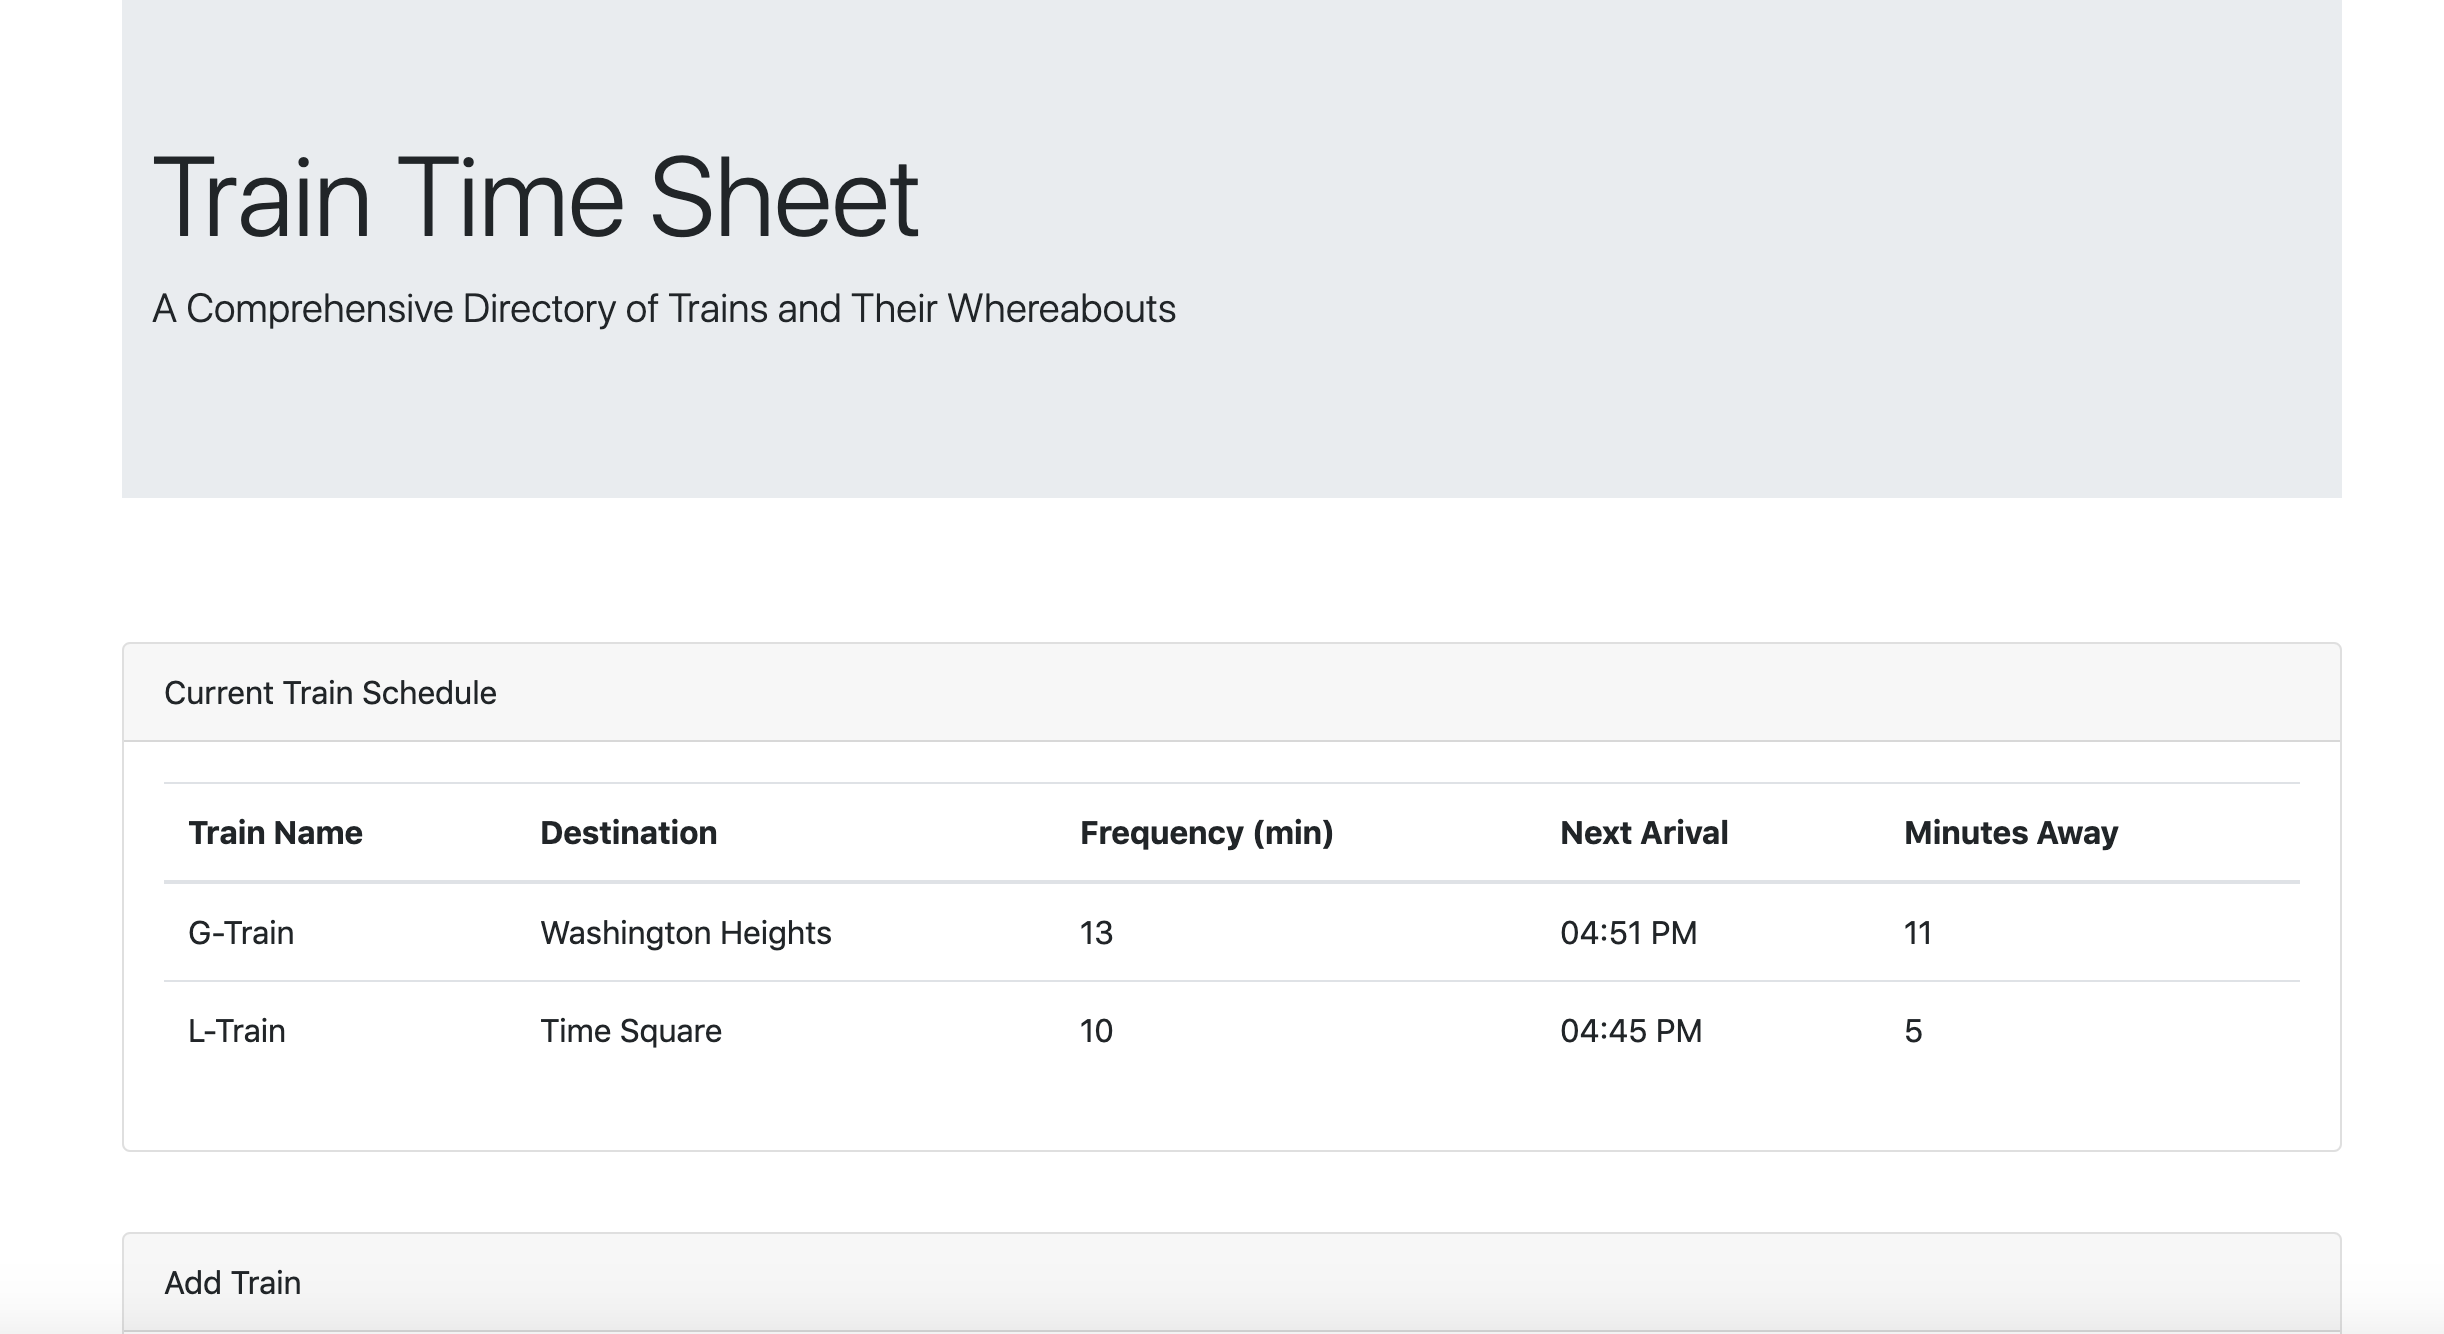 Train Time Sheet
A Comprehensive Directory of Trains and Their Whereabouts
Current Train Schedule
Train Name Destination Frequency (min) Next Arival Minutes Away
G-Train Washington Heights 13 04:51 PM 11
L-Train Time Square 10 04:45 PM 5
Add Train